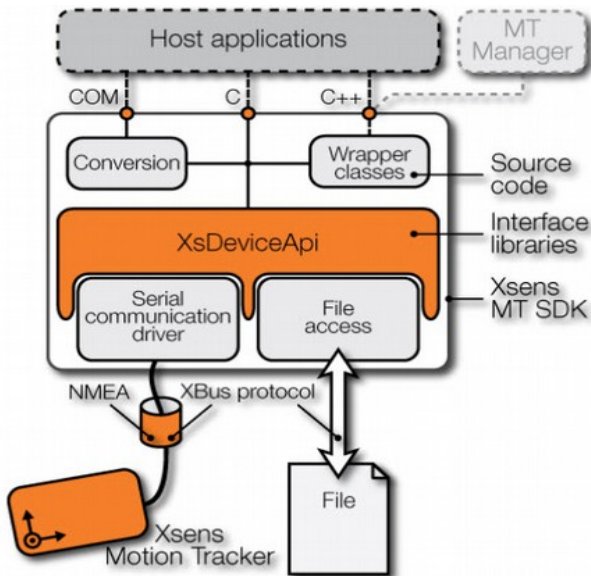 Host applications
MT
Manager
COM
C
C++
Conversion
Wrapper
classes
Source
code
XsDeviceApi
Interface
libraries
Serial
communication
driver
File
access
Xsens
MT SDK
NMEA
XBus protocol
File
Xsens
Motion Tracker